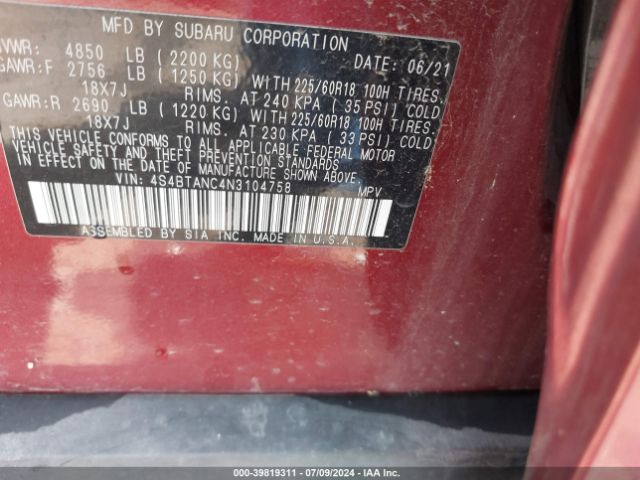 MFD BY SUBARU CORPORATION
GVWR: 4850 LB ( 2200 KG) DATE: 06/21
GAWR:F 2756 LB ( 1250 KG) WITH 225/60R18 100H TIRES.
18X7J RIMS. AT 240 KPA ( 35 PSI) COLD
GAWR:R 2690 LB ( 1220 KG) WITH 225/60R18 100H TIRES.
18X7J RIMS. AT 230 KPA ( 33 PSI) COLD
THIS VEHICLE CONFORMS TO ALL APPLICABLE FEDERAL MOTOR
VEHICLE SAFETY AND THEFT PREVENTION STANDARDS
IN EFFECT ON THE DATE OF MANUFACTURE SHOWN ABOVE.
VIN: 4S4BTANC4N3104758 MPV
ASSEMBLED BY SIA INC. MADE IN U.S.A.
000-39819311 / 07/09/2024 - IAA Inc.